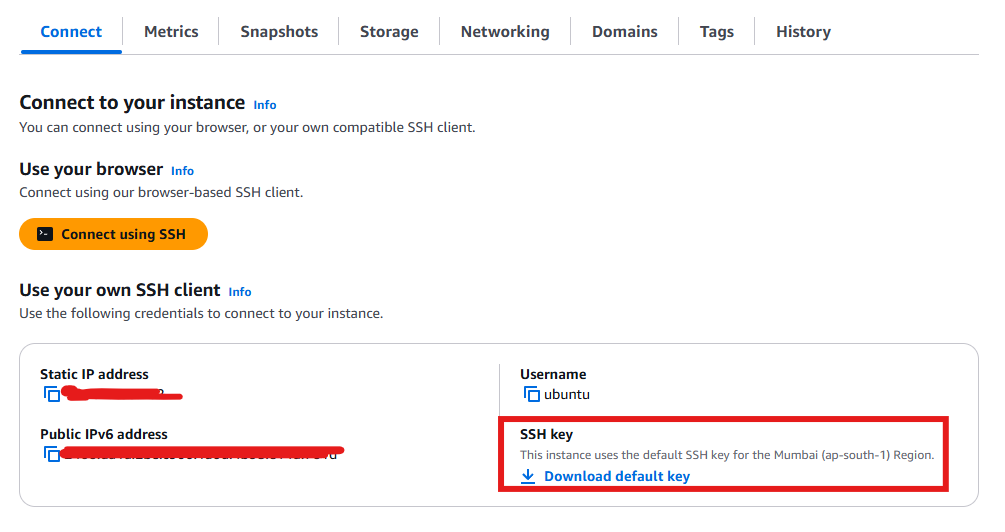 Connect Metrics Snapshots Storage Networking Domains Tags History
Connect to your instance Info
You can connect using your browser, or your own compatible SSH client.
Use your browser Info
Connect using our browser-based SSH client.
Connect using SSH
Use your own SSH client Info
Use the following credentials to connect to your instance.
Static IP address
Username
ubuntu
Public IPv6 address
SSH key
This instance uses the default SSH key for the Mumbai (ap-south-1) Region.
Download default key